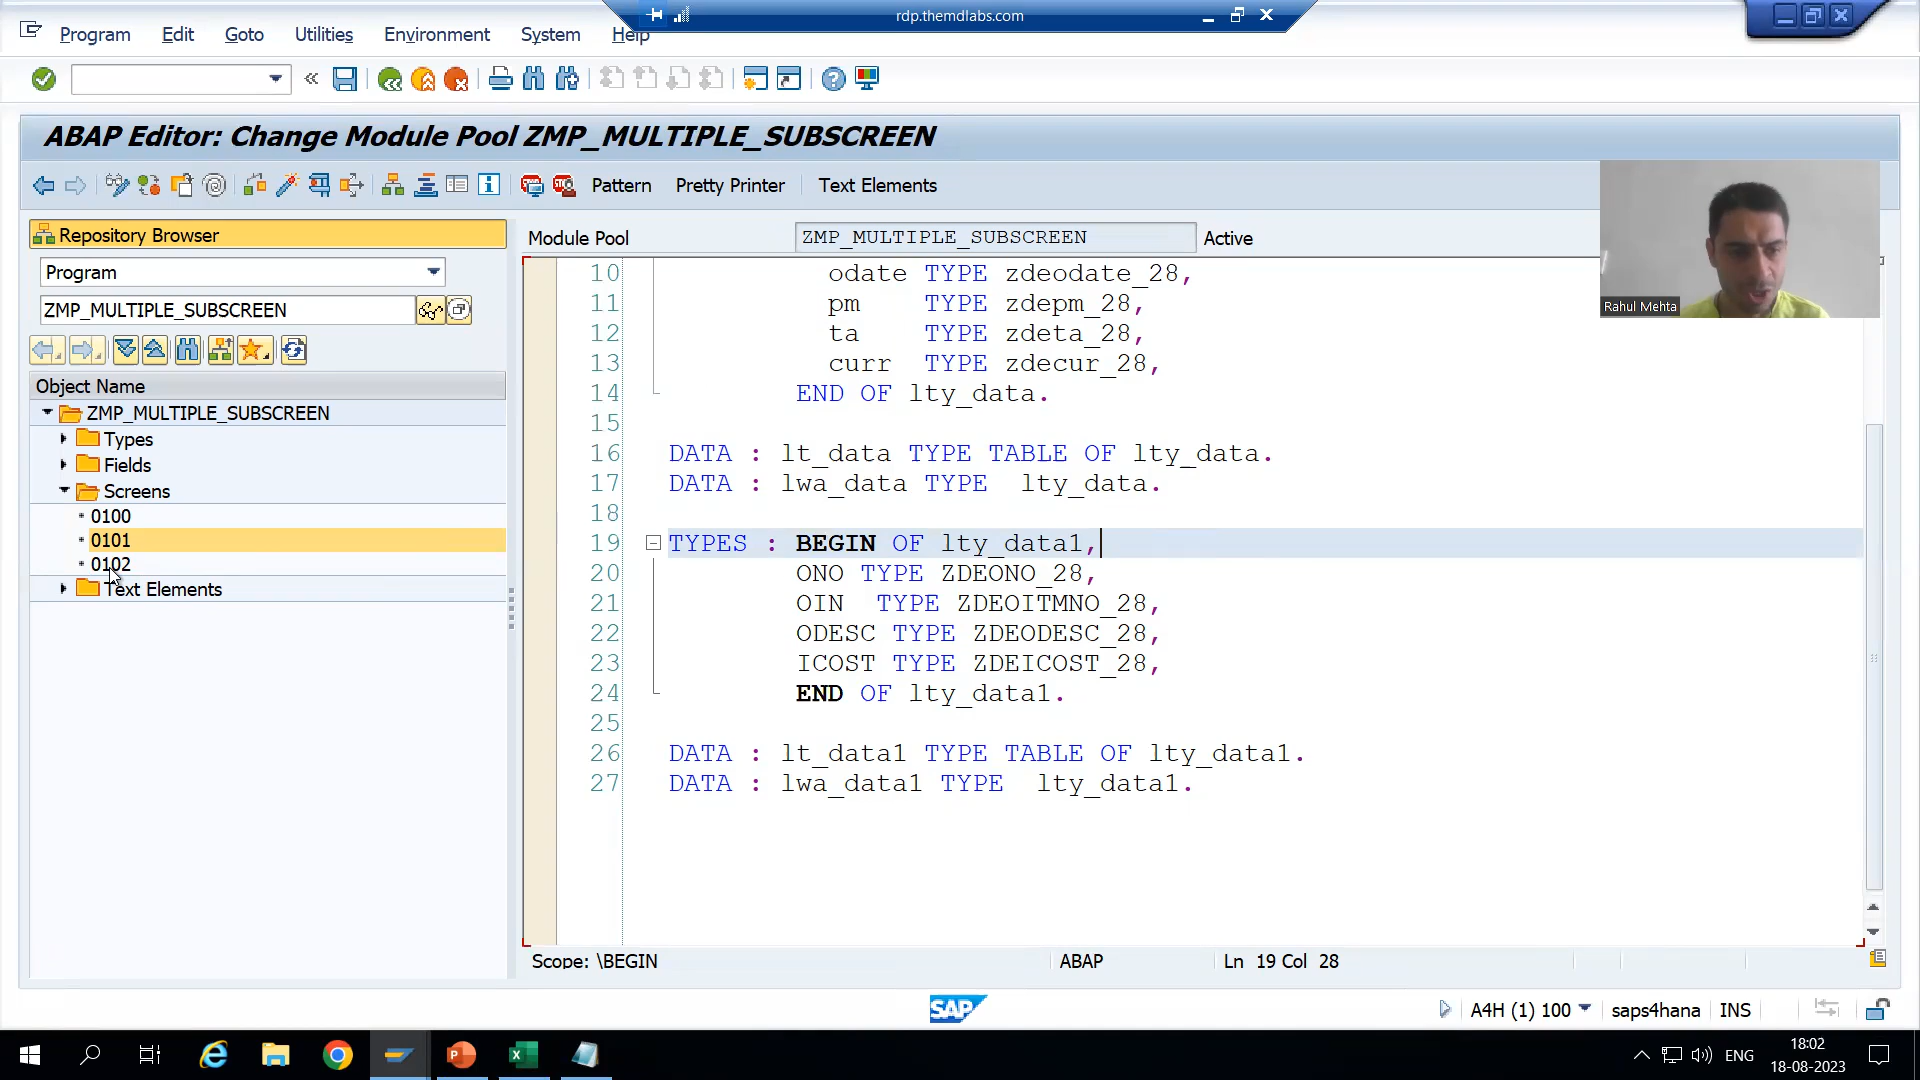 rdp.themdlabs.com
Program Edit Goto Utilities Environment System Help
ABAP Editor: Change Module Pool ZMP_MULTIPLE_SUBSCREEN
Pattern Pretty Printer Text Elements
Repository Browser
Program
ZMP_MULTIPLE_SUBSCREEN
Object Name
ZMP_MULTIPLE_SUBSCREEN
Types
Fields
Screens
0100
0101
0102
Text Elements
Module Pool ZMP_MULTIPLE_SUBSCREEN Active
10 odate TYPE zdeodate_28,
11 pm TYPE zdepm_28,
12 ta TYPE zdeta_28,
13 curr TYPE zdecur_28,
14 END OF lty_data.
15
16 DATA : lt_data TYPE TABLE OF lty_data.
17 DATA : lwa_data TYPE lty_data.
18
19 TYPES : BEGIN OF lty_data1,
20 ONO TYPE ZDEONO_28,
21 OIN TYPE ZDEOITMNO_28,
22 ODESC TYPE ZDEODESC_28,
23 ICOST TYPE ZDEICOST_28,
24 END OF lty_data1.
25
26 DATA : lt_data1 TYPE TABLE OF lty_data1.
27 DATA : lwa_data1 TYPE lty_data1.
Rahul Mehta
Scope: \BEGIN ABAP Ln 19 Col 28
SAP
A4H (1) 100 saps4hana INS
ENG
18:02
18-08-2023